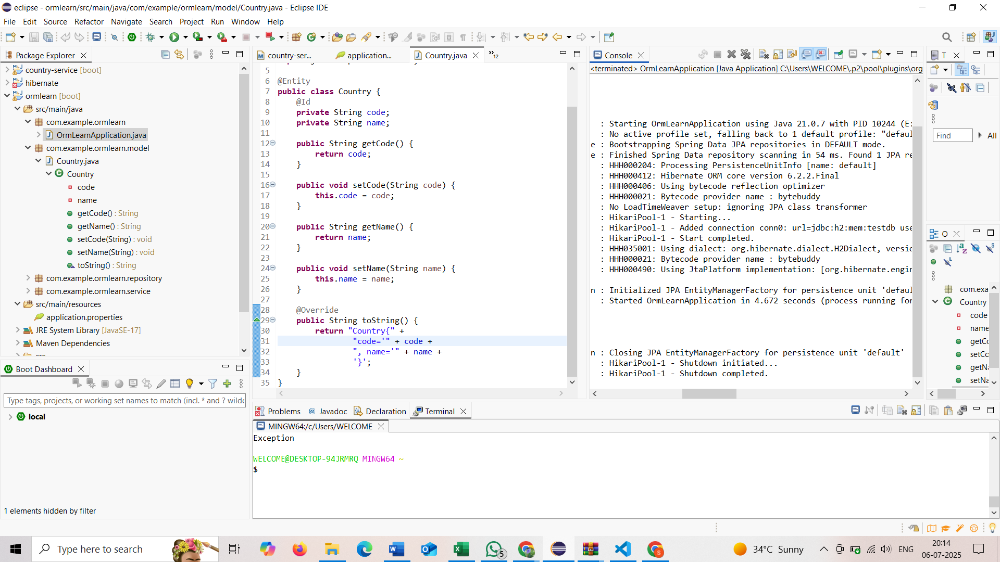 eclipse - ormlearn/src/main/java/com/example/ormlearn/model/Country.java - Eclipse IDE
File Edit Source Refactor Navigate Search Project Run Window Help
Package Explorer
country-service [boot]
hibernate
ormlearn [boot]
src/main/java
com.example.ormlearn
OrmLearnApplication.java
com.example.ormlearn.model
Country.java
Country
code
name
getCode() : String
getName() : String
setCode(String) : void
setName(String) : void
toString() : String
com.example.ormlearn.repository
com.example.ormlearn.service
src/main/resources
application.properties
JRE System Library [JavaSE-17]
Maven Dependencies
Boot Dashboard
Type tags, projects, or working set names to match (incl. * and ? wildc
local
1 elements hidden by filter
country-ser...
application...
Country.java
12
5
6 @Entity
7 public class Country {
8 @Id
9 private String code;
10 private String name;
11
12 public String getCode() {
13 return code;
14 }
15
16 public void setCode(String code) {
17 this.code = code;
18 }
19
20 public String getName() {
21 return name;
22 }
23
24 public void setName(String name) {
25 this.name = name;
26 }
27
28 @Override
29 public String toString() {
30 return "Country{" +
31 "code='" + code +
32 ", name='" + name +
33 '}';
34 }
35 }
Console
<terminated> OrmLearnApplication [Java Application] C:\Users\WELCOME\.p2\pool\plugins\org
: Starting OrmLearnApplication using Java 21.0.7 with PID 10244 (E:
: No active profile set, falling back to 1 default profile: "defaul
e : Bootstrapping Spring Data JPA repositories in DEFAULT mode.
e : Finished Spring Data repository scanning in 54 ms. Found 1 JPA re
: HHH000204: Processing PersistenceUnitInfo [name: default]
: HHH000412: Hibernate ORM core version 6.2.2.Final
: HHH000406: Using bytecode reflection optimizer
: HHH000021: Bytecode provider name : bytebuddy
: No LoadTimeWeaver setup: ignoring JPA class transformer
: HikariPool-1 - Starting...
: HikariPool-1 - Added connection conn0: url=jdbc:h2:mem:testdb use
: HikariPool-1 - Start completed.
: HHH035001: Using dialect: org.hibernate.dialect.H2Dialect, versic
: HHH000021: Bytecode provider name : bytebuddy
: HHH000490: Using JtaPlatform implementation: [org.hibernate.engir
n : Initialized JPA EntityManagerFactory for persistence unit 'defaul
: Started OrmLearnApplication in 4.672 seconds (process running for
n : Closing JPA EntityManagerFactory for persistence unit 'default'
: HikariPool-1 - Shutdown initiated...
: HikariPool-1 - Shutdown completed.
T
Find
All
O
com.exa
Country
code
name
getCo
setCo
getNa
setNa
Problems
@ Javadoc
Declaration
Terminal
MINGW64:/c/Users/WELCOME
Exception
WELCOME@DESKTOP-94JRMRQ MINGW64 ~
$
Type here to search
5
34°C Sunny
ENG
20:14
06-07-2025